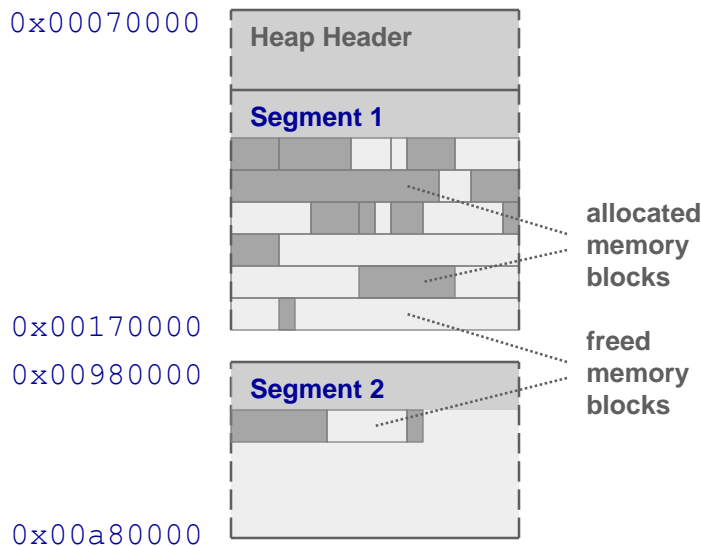 0x00070000
Heap Header
Segment 1
allocated
memory
blocks
0x00170000
freed
memory
blocks
0x00980000
Segment 2
0x00a80000